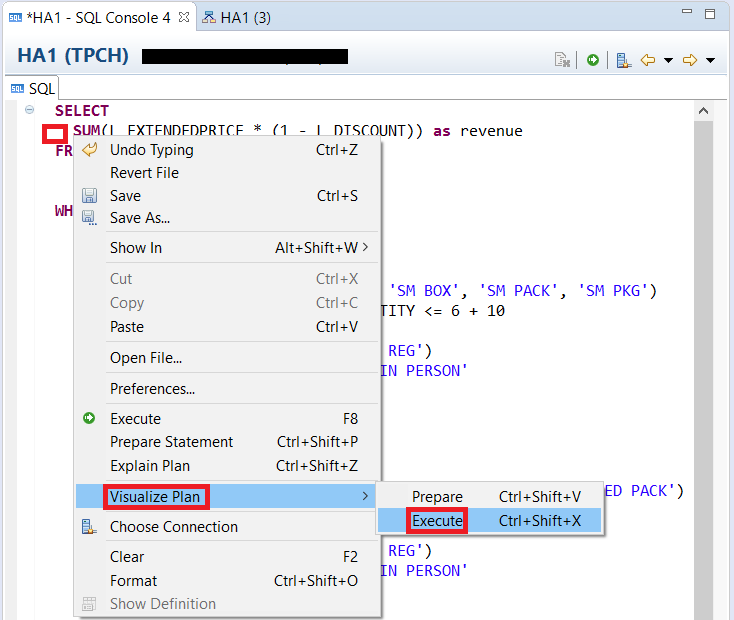 *HA1 - SQL Console 4 HA1 (3)
HA1 (TPCH)
SQL
SELECT
SUM(L_EXTENDEDPRICE * (1 - L_DISCOUNT)) as revenue
FR
WH
'SM BOX', 'SM PACK', 'SM PKG')
TITY <= 6 + 10
REG')
IN PERSON'
ED PACK')
REG')
IN PERSON'
Undo Typing Ctrl+Z
Revert File
Save Ctrl+S
Save As...
Show In Alt+Shift+W >
Cut Ctrl+X
Copy Ctrl+C
Paste Ctrl+V
Open File...
Preferences...
Execute F8
Prepare Statement Ctrl+Shift+P
Explain Plan Ctrl+Shift+Z
Visualize Plan >
Choose Connection
Clear F2
Format Ctrl+Shift+O
Show Definition
Prepare Ctrl+Shift+V
Execute Ctrl+Shift+X